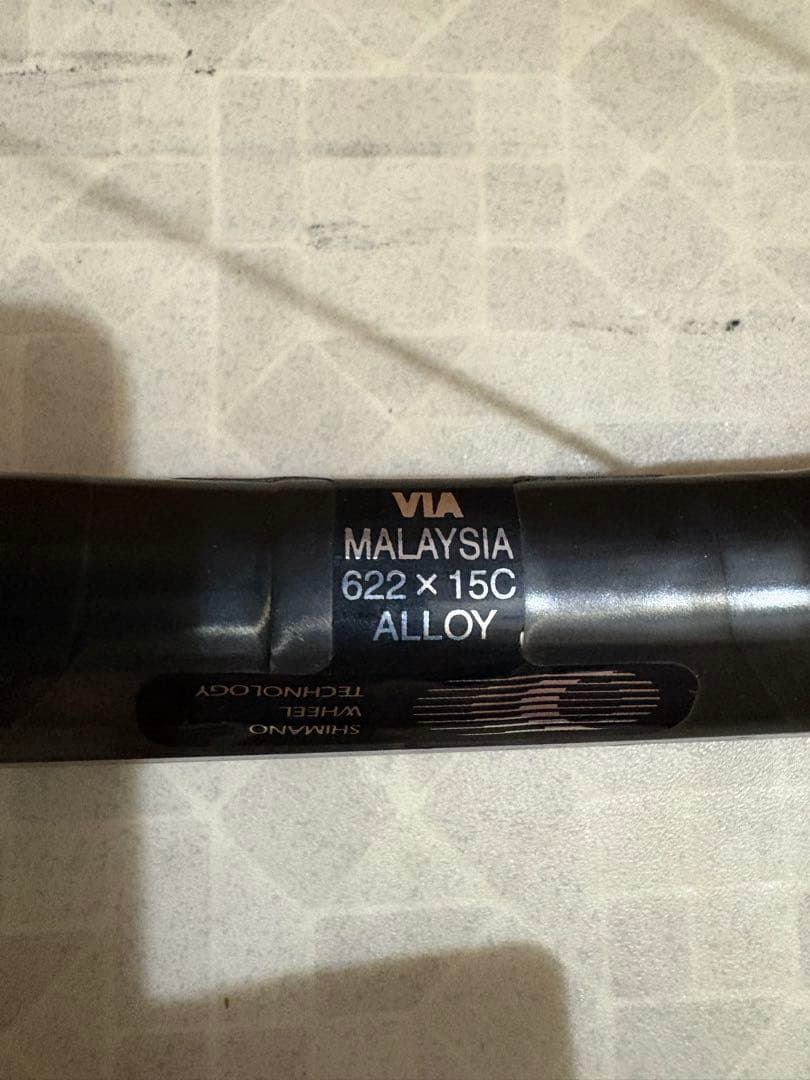 VIA
MALAYSIA
622 × 15C
ALLOY
SHIMANO
WHEEL
TECHNOLOGY